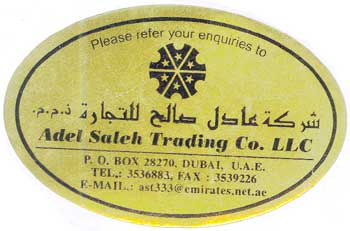 Please refer your enquiries to
شركة عادل صالح للتجارة ذ.م.م.
Adel Saleh Trading Co. LLC
P. O. BOX 28270, DUBAI, U.A.E.
TEL.: 3536883, FAX : 3539226
E-MAIL.: ast333@emirates.net.ae